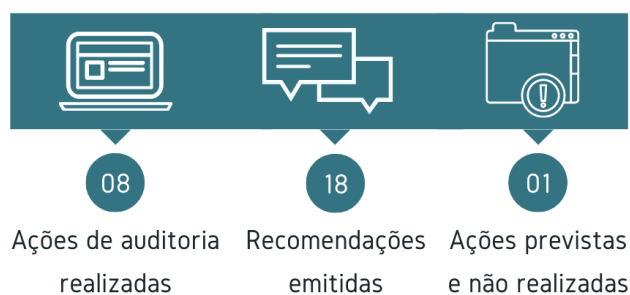 08
Ações de auditoria
realizadas
18
Recomendações
emitidas
01
Ações previstas
e não realizadas